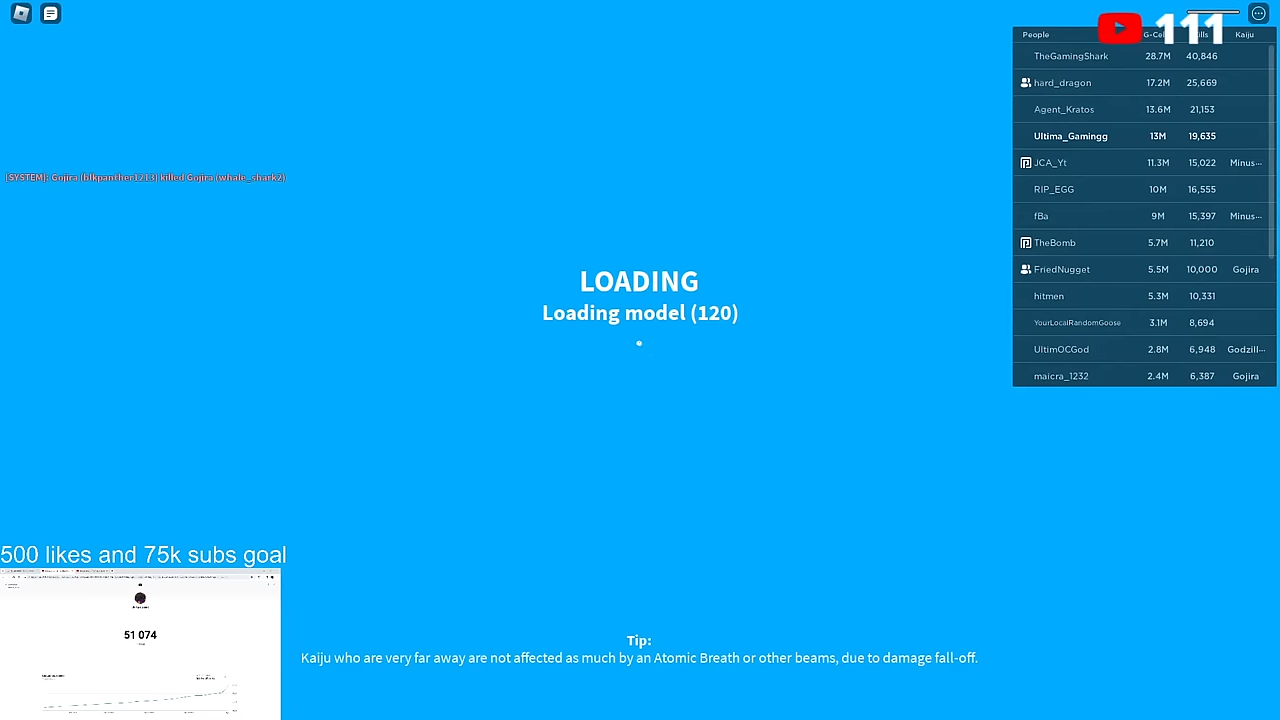 111
People G-Ce Kaiju
TheGamingShark 28.7M 40,846
hard_dragon 17.2M 25,669
Agent_Kratos 13.6M 21,153
Ultima_Gamingg 13M 19,635
JCA_Yt 11.3M 15,022 Minus...
RIP_EGG 10M 16,555
fBa 9M 15,397 Minus...
TheBomb 5.7M 11,210
FriedNugget 5.5M 10,000 Gojira
hitmen 5.3M 10,331
YourLocalRandomGoose 3.1M 8,694
UltimOCGod 2.8M 6,948 Godzill...
maicra_1232 2.4M 6,387 Gojira
[SYSTEM]: Gojira (blkpanther1213) killed Gojira (whale_shark2)
LOADING
Loading model (120)
500 likes and 75k subs goal
51 074
Tip:
Kaiju who are very far away are not affected as much by an Atomic Breath or other beams, due to damage fall-off.